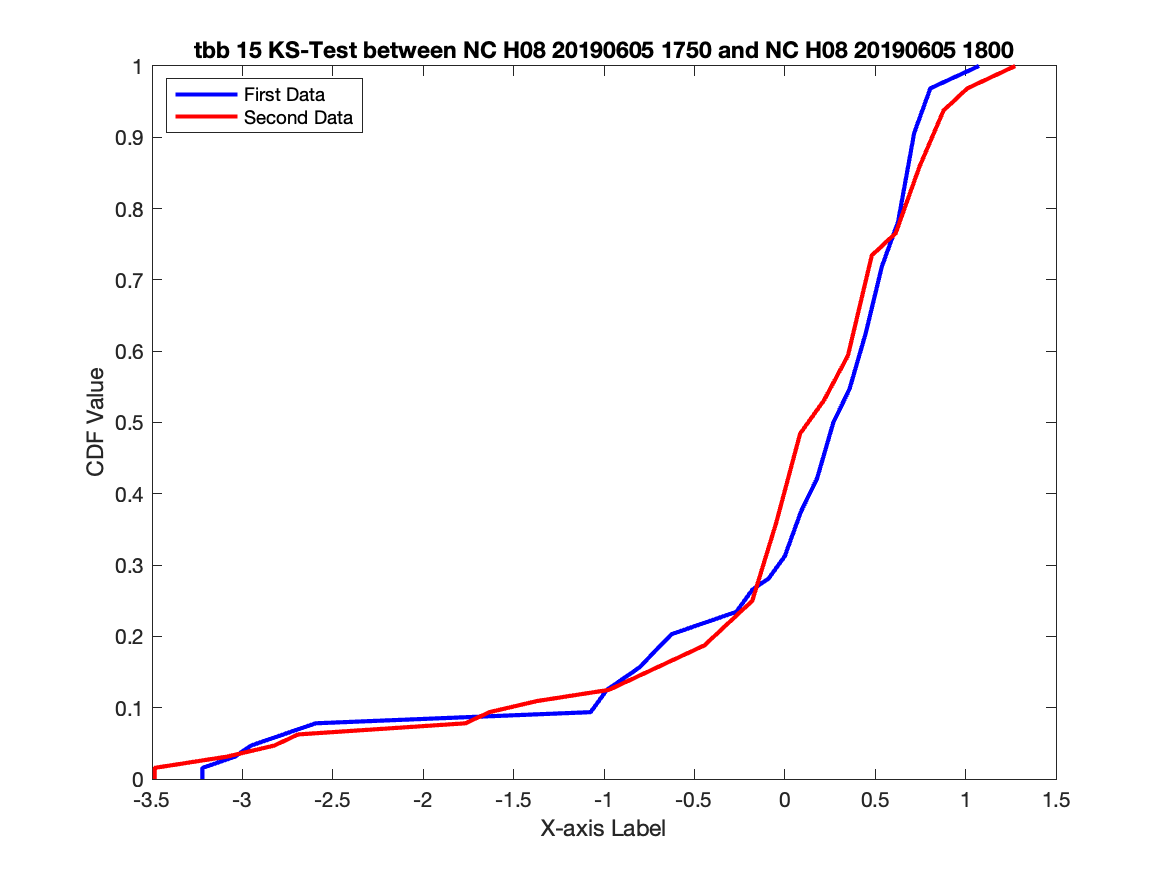 tbb 15 KS-Test between NC H08 20190605 1750 and NC H08 20190605 1800
First Data
Second Data
1
0.9
0.8
0.7
0.6
0.5
0.4
0.3
0.2
0.1
0
CDF Value
-3.5 -3 -2.5 -2 -1.5 -1 -0.5 0 0.5 1 1.5
X-axis Label